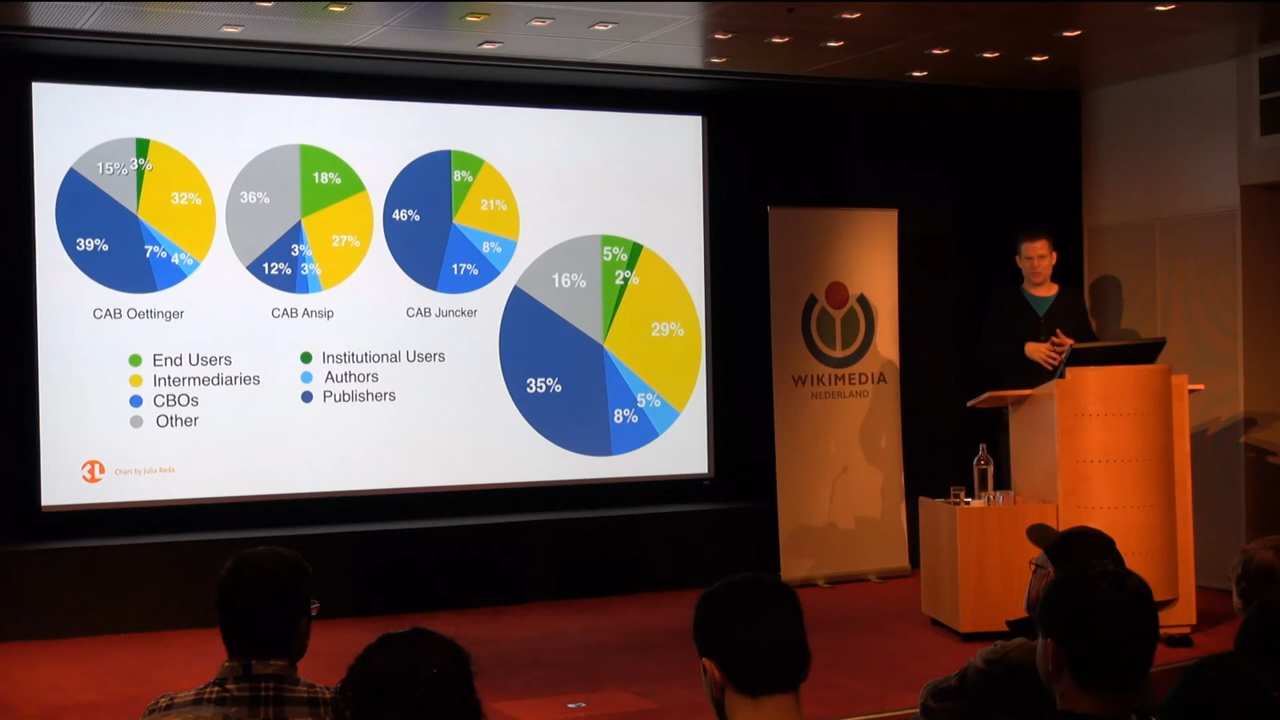 15%
3%
32%
39%
7%
4%
CAB Oettinger
36%
18%
27%
12%
3%
3%
CAB Ansip
46%
8%
21%
8%
17%
CAB Juncker
16%
5%
2%
29%
35%
8%
5%
End Users
Intermediaries
CBOs
Other
Institutional Users
Authors
Publishers
Chart by Julia Reda
WIKIMEDIA
NEDERLAND